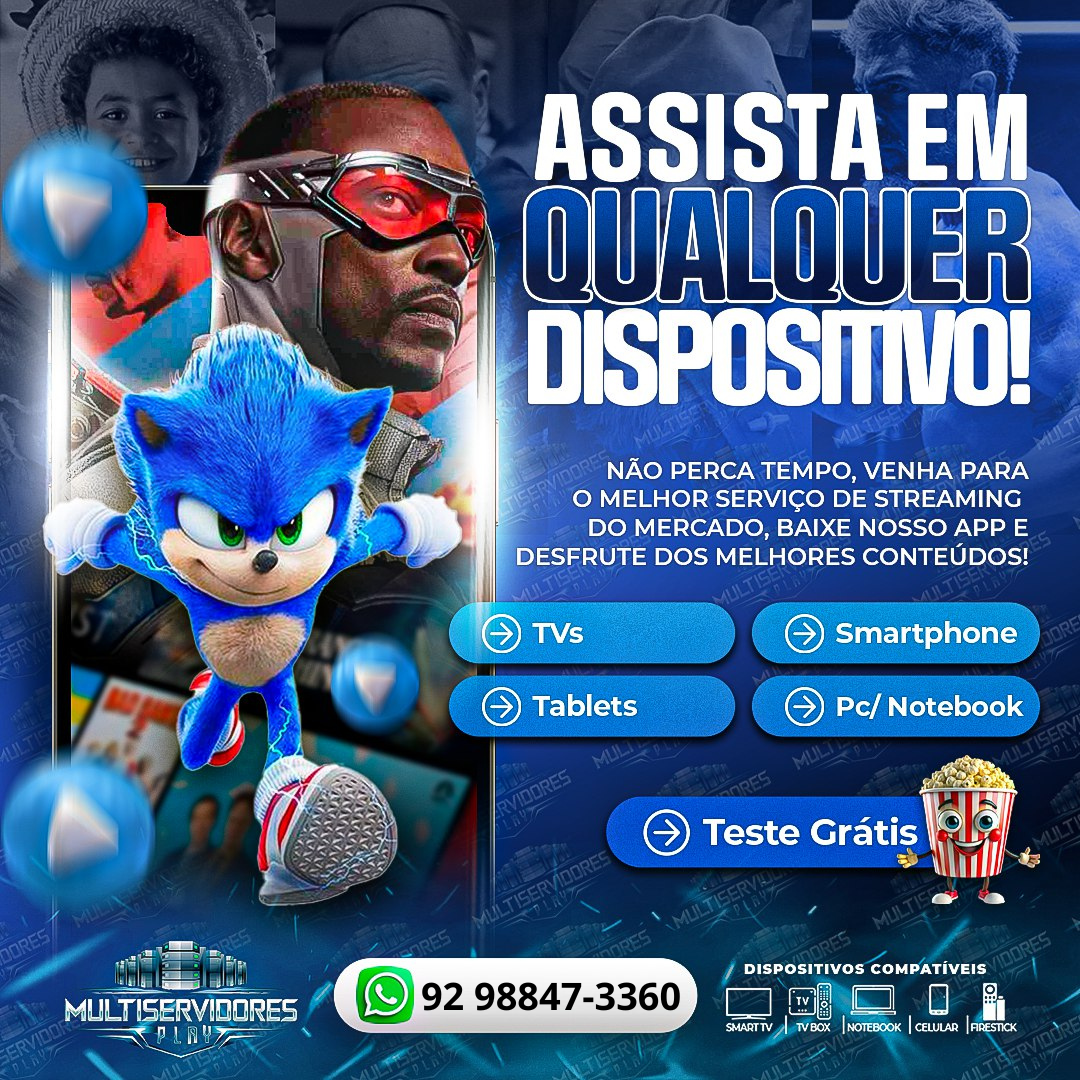 ASSISTA EM
QUALQUER
DISPOSITIVO!
NÃO PERCA TEMPO, VENHA PARA
O MELHOR SERVIÇO DE STREAMING
DO MERCADO, BAIXE NOSSO APP E
DESFRUTE DOS MELHORES CONTEÚDOS!
TVs
Smartphone
Tablets
Pc/ Notebook
Teste Grátis
MULTISERVIDORES
PLAY
92 98847-3360
DISPOSITIVOS COMPATÍVEIS
TV
SMART TV | TV BOX | NOTEBOOK | CELULAR | FIRESTICK